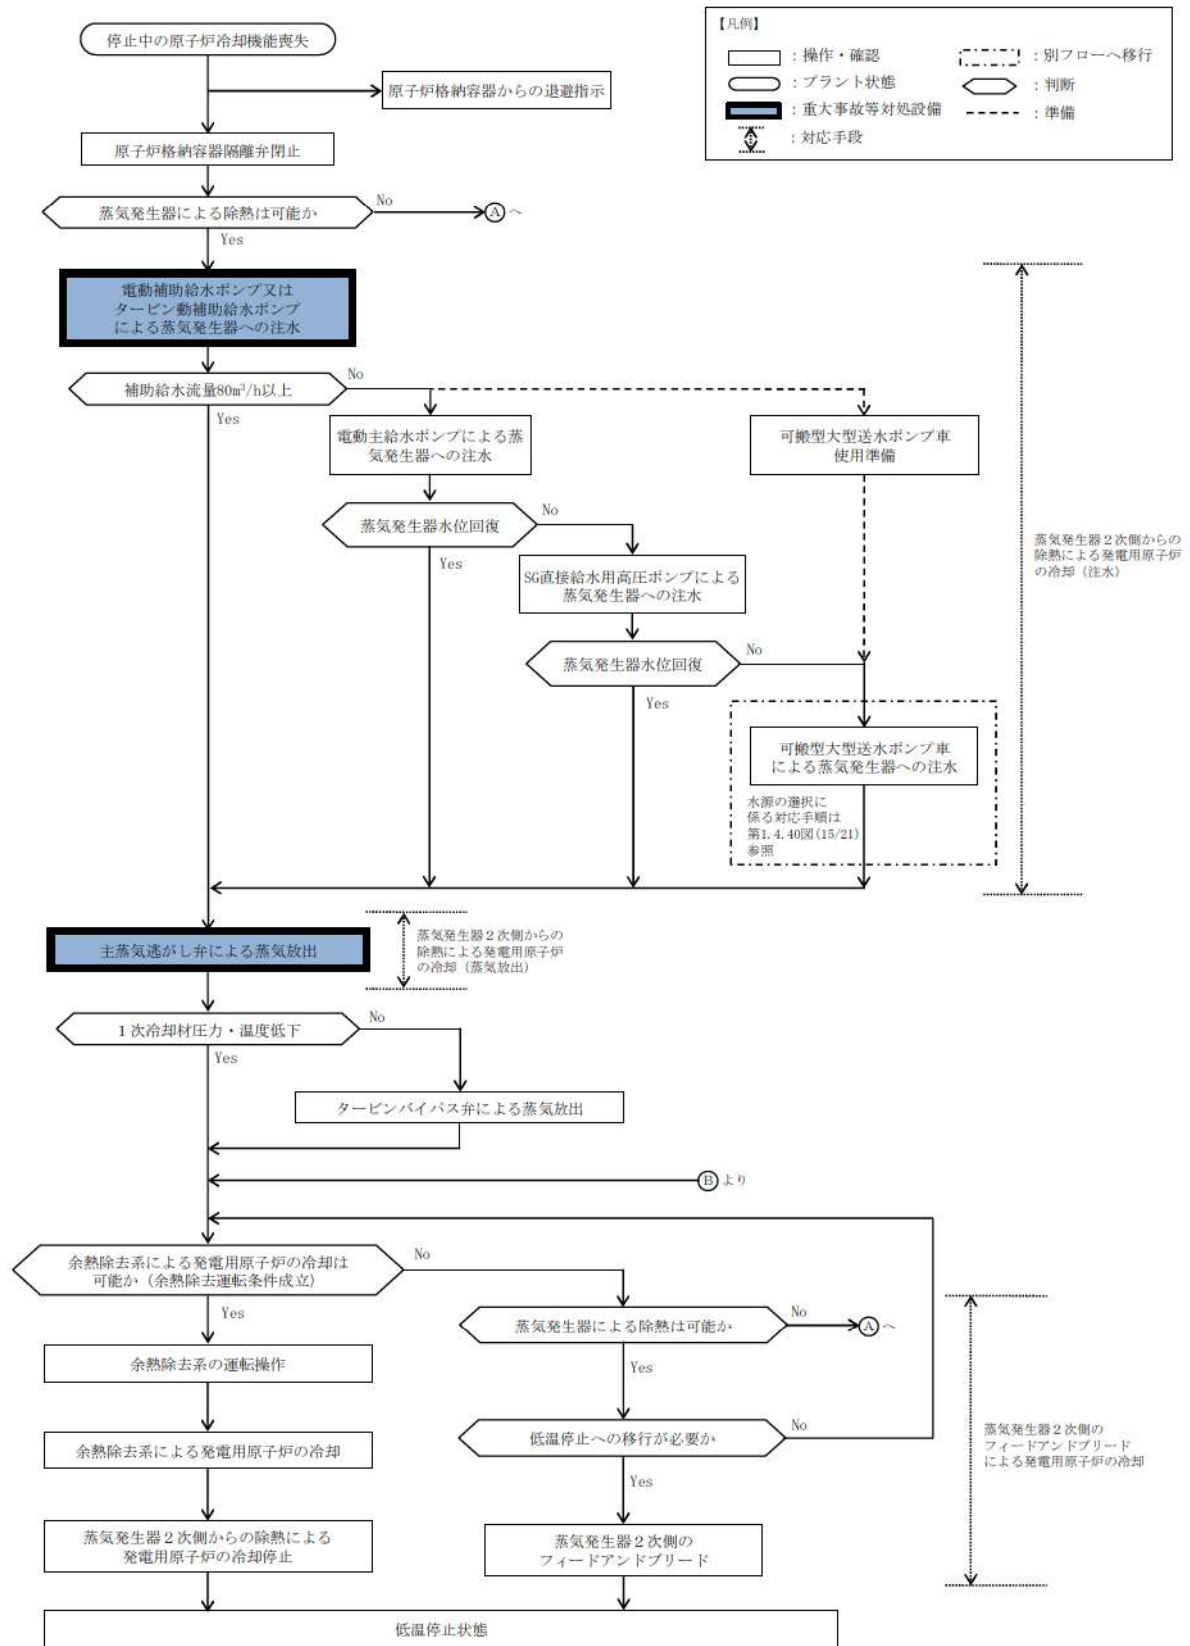 停止中の原子炉冷却機能喪失
原子炉格納容器からの退避指示
原子炉格納容器隔離弁閉止
蒸気発生器による除熱は可能か
No
Ⓐへ
Yes
【凡例】
：操作・確認
：別フローへ移行
：プラント状態
：判断
：重大事故等対処設備
：準備
：対応手段
電動補助給水ポンプ又は
タービン動補助給水ポンプ
による蒸気発生器への注水
補助給水流量80m³/h以上
No
Yes
電動主給水ポンプによる蒸
気発生器への注水
可搬型大型送水ポンプ車
使用準備
蒸気発生器水位回復
No
Yes
SG直接給水用高圧ポンプによる
蒸気発生器への注水
蒸気発生器水位回復
No
Yes
可搬型大型送水ポンプ車
による蒸気発生器への注水
水源の選択に
係る対応手順は
第1.4.40図(15/21)
参照
蒸気発生器２次側からの
除熱による発電用原子炉
の冷却（注水）
主蒸気逃がし弁による蒸気放出
蒸気発生器２次側からの
除熱による発電用原子炉
の冷却（蒸気放出）
１次冷却材圧力・温度低下
No
Yes
タービンバイパス弁による蒸気放出
Ⓑより
余熱除去系による発電用原子炉の冷却は
可能か（余熱除去運転条件成立）
No
Yes
蒸気発生器による除熱は可能か
No
Ⓐへ
Yes
余熱除去系の運転操作
低温停止への移行が必要か
No
Yes
余熱除去系による発電用原子炉の冷却
蒸気発生器２次側の
フィードアンドブリード
による発電用原子炉の冷却
蒸気発生器２次側からの除熱による
発電用原子炉の冷却停止
蒸気発生器２次側の
フィードアンドブリード
低温停止状態